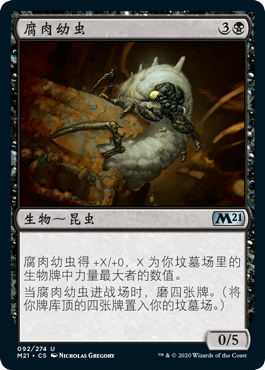 腐肉幼虫 3
生物～昆虫 M21
腐肉幼虫得 +X/+0，X 为你坟墓场里的
生物牌中力量最大者的数值。
当腐肉幼虫进战场时，磨四张牌。（将
你牌库顶的四张牌置入你的坟墓场。）
0/5
092/274 U
M21 • CS NICHOLAS GREGORY ™ & © 2020 Wizards of the Coast